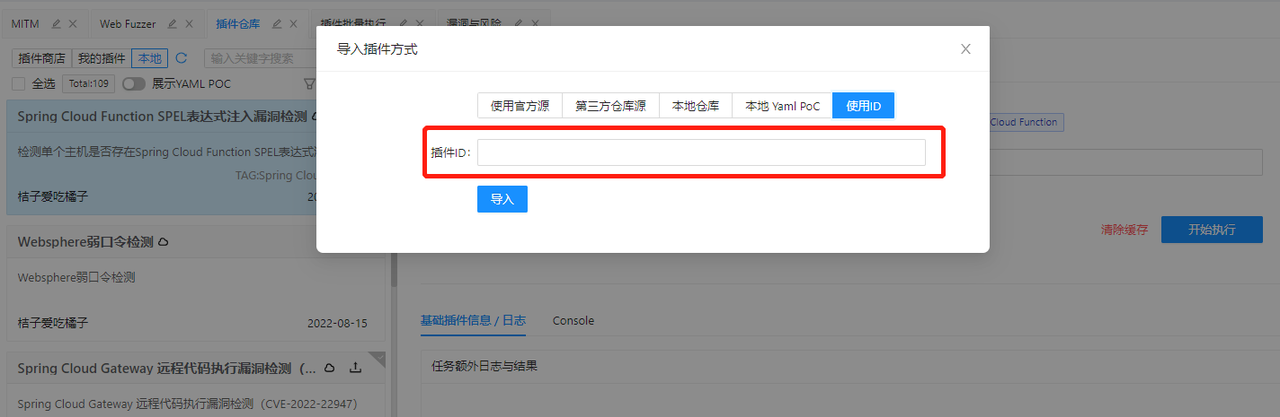 MITM
Web Fuzzer
插件仓库
插件批量执行
漏洞与风险
插件商店 我的插件 本地 输入关键字搜索
全选 Total:109 展示YAML POC
Spring Cloud Function SPEL表达式注入漏洞检测
检测单个主机是否存在Spring Cloud Function SPEL表达式
TAG:Spring Clou
桔子爱吃橘子 20
Websphere弱口令检测
Websphere弱口令检测
桔子爱吃橘子 2022-08-15
Spring Cloud Gateway 远程代码执行漏洞检测（...
Spring Cloud Gateway 远程代码执行漏洞检测（CVE-2022-22947）
导入插件方式
使用官方源 第三方仓库源 本地仓库 本地 Yaml PoC 使用ID
插件ID：
导入
Cloud Function
清除缓存 开始执行
基础插件信息 / 日志 Console
任务额外日志与结果